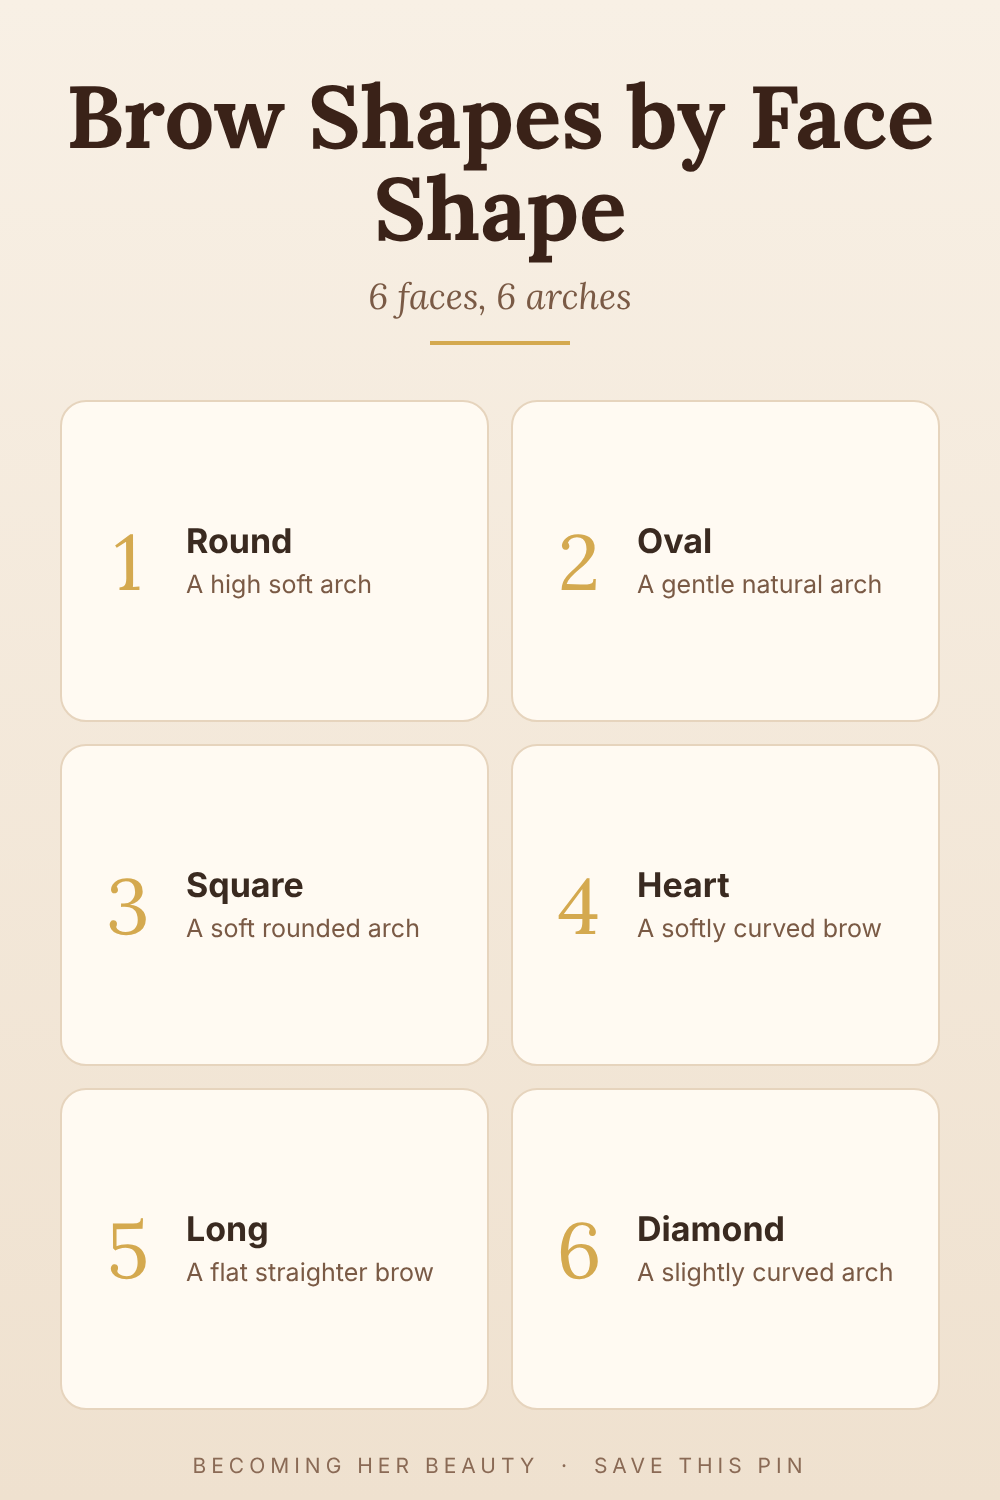 Brow Shapes by Face
Shape
6 faces, 6 arches
1
Round
A high soft arch
2
Oval
A gentle natural arch
3
Square
A soft rounded arch
4
Heart
A softly curved brow
5
Long
A flat straighter brow
6
Diamond
A slightly curved arch
BECOMING HER BEAUTY · SAVE THIS PIN